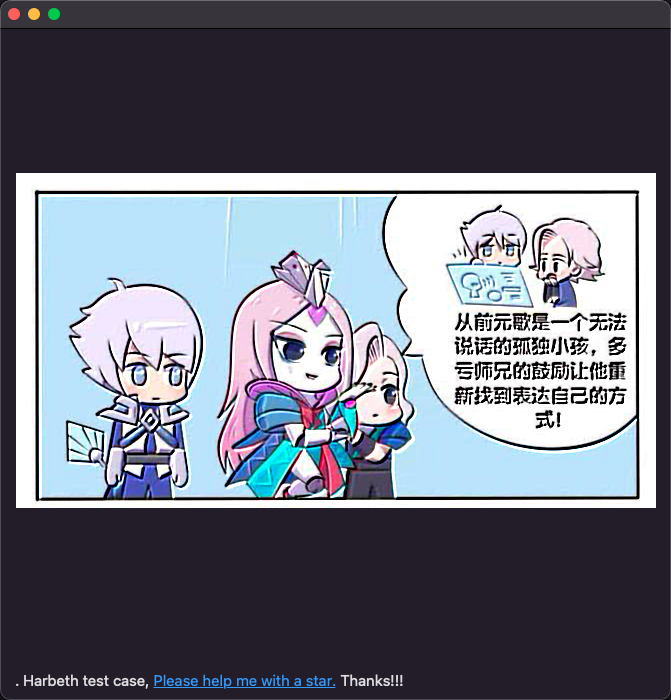 从前元歌是一个无法
说话的孤独小孩，多
亏师兄的鼓励让他重
新找到表达自己的方
式！
. Harbeth test case, Please help me with a star. Thanks!!!